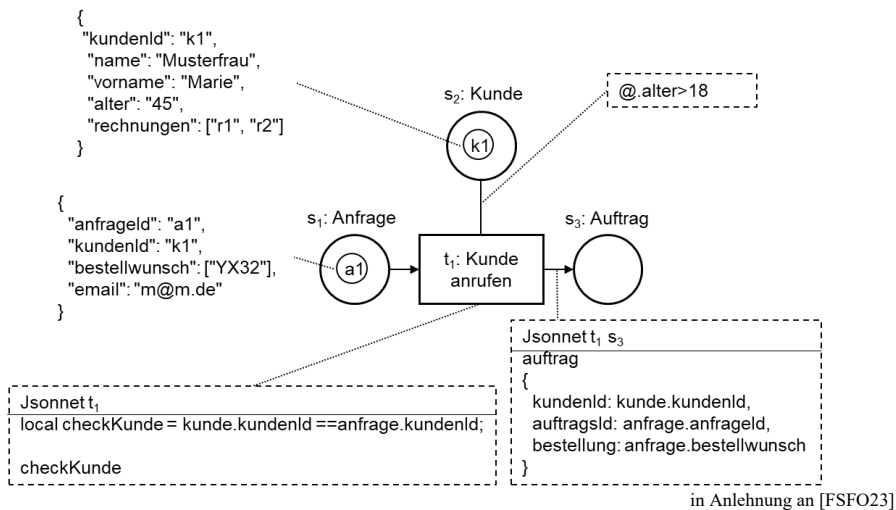 {
"kundenId": "k1",
"name": "Musterfrau",
"vorname": "Marie",
"alter": "45",
"rechnungen": ["r1", "r2"]
}
@.alter>18
s₂: Kunde
k1
{
"anfrageId": "a1",
"kundenId": "k1",
"bestellwunsch": ["YX32"],
"email": "m@m.de"
}
s₁: Anfrage
a1
t₁: Kunde
anrufen
s₃: Auftrag
Jsonnet t₁
local checkKunde = kunde.kundenId ==anfrage.kundenId;
checkKunde
Jsonnet t₁ s₃
auftrag
{
kundenId: kunde.kundenId,
auftragsId: anfrage.anfrageId,
bestellung: anfrage.bestellwunsch
}
in Anlehnung an [FSFO23]